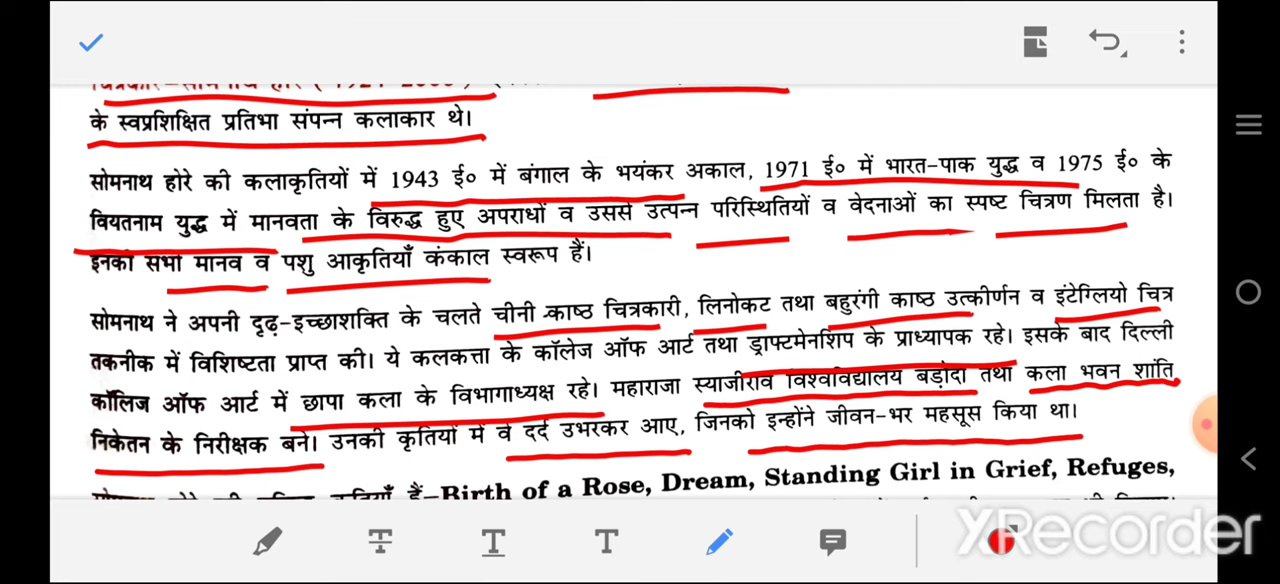 चित्रकार–सोमनाथ होरे (1921-2006)
के स्वप्रशिक्षित प्रतिभा संपन्न कलाकार थे।
सोमनाथ होरे की कलाकृतियों में 1943 ई० में बंगाल के भयंकर अकाल, 1971 ई० में भारत-पाक युद्ध व 1975 ई० के
वियतनाम युद्ध में मानवता के विरुद्ध हुए अपराधों व उससे उत्पन्न परिस्थितियों व वेदनाओं का स्पष्ट चित्रण मिलता है।
इनकी सभी मानव व पशु आकृतियाँ कंकाल स्वरूप हैं।
सोमनाथ ने अपनी दृढ़-इच्छाशक्ति के चलते चीनी काष्ठ चित्रकारी, लिनोकट तथा बहुरंगी काष्ठ उत्कीर्णन व इंटेग्लियो चित्र
तकनीक में विशिष्टता प्राप्त की। ये कलकत्ता के कॉलेज ऑफ आर्ट तथा ड्राफ्टमेनशिप के प्राध्यापक रहे। इसके बाद दिल्ली
कॉलिज ऑफ आर्ट में छापा कला के विभागाध्यक्ष रहे। महाराजा स्याजीराव विश्वविद्यालय बड़ोदा तथा कला भवन शांति
निकेतन के निरीक्षक बने। उनकी कृतियों में वे दर्द उभरकर आए, जिनको इन्होंने जीवन-भर महसूस किया था।
हैं–Birth of a Rose, Dream, Standing Girl in Grief, Refuges,
XRecorder